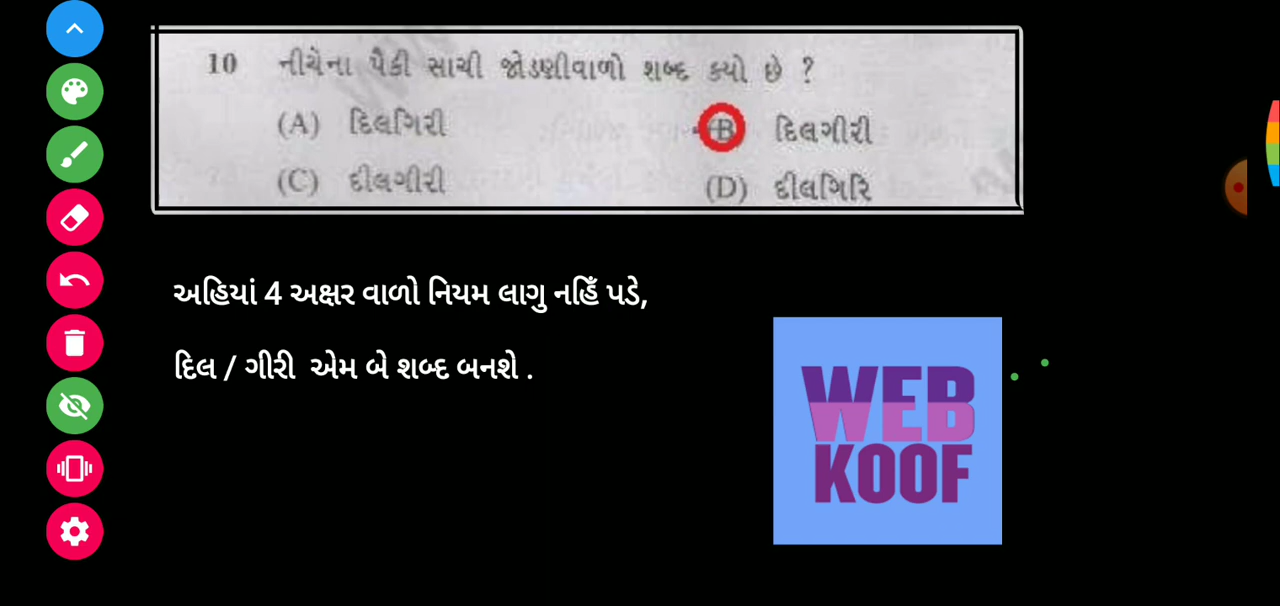 10 નીચેના પૈકી સાચી જોડણીવાળો શબ્દ કયો છે ?
(A) દિલગિરી (B) દિલગીરી
(C) દીલગીરી (D) દીલગિરિ
અહિયાં 4 અક્ષર વાળો નિયમ લાગુ નહિઁ પડે,
દિલ / ગીરી એમ બે શબ્દ બનશે .
WEB
KOOF